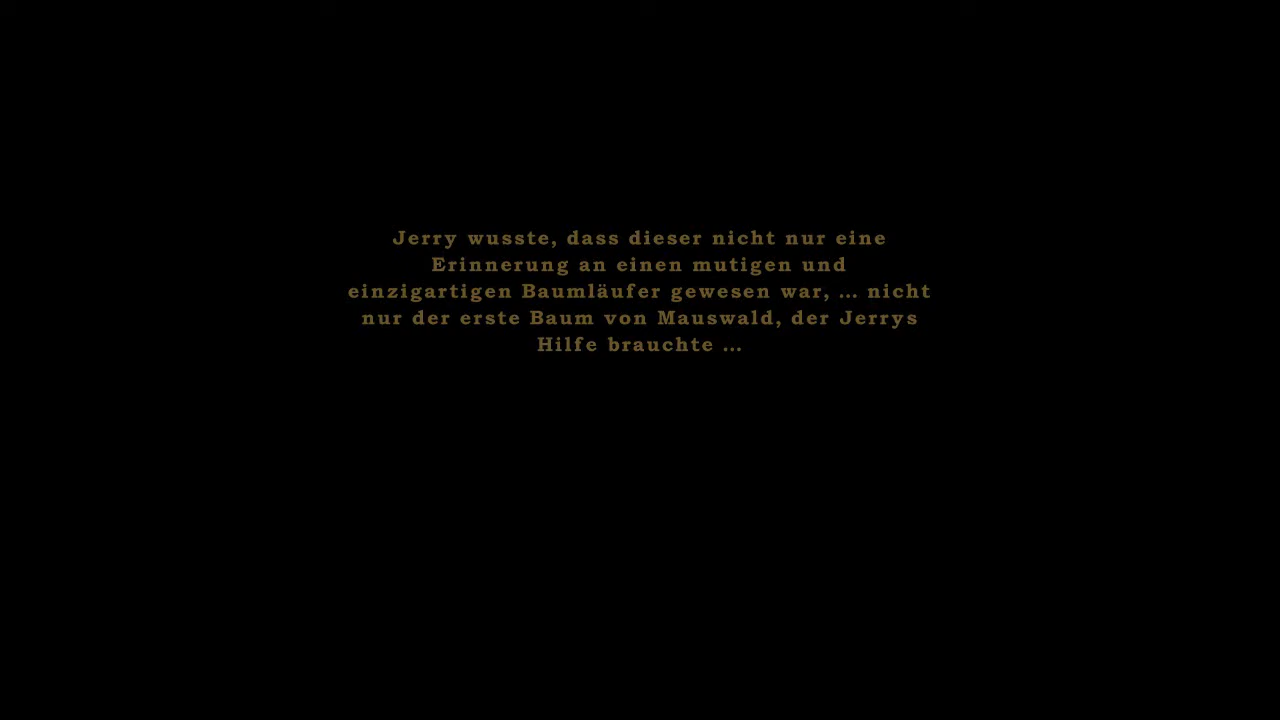 Jerry wusste, dass dieser nicht nur eine
Erinnerung an einen mutigen und
einzigartigen Baumläufer gewesen war, ... nicht
nur der erste Baum von Mauswald, der Jerrys
Hilfe brauchte ...